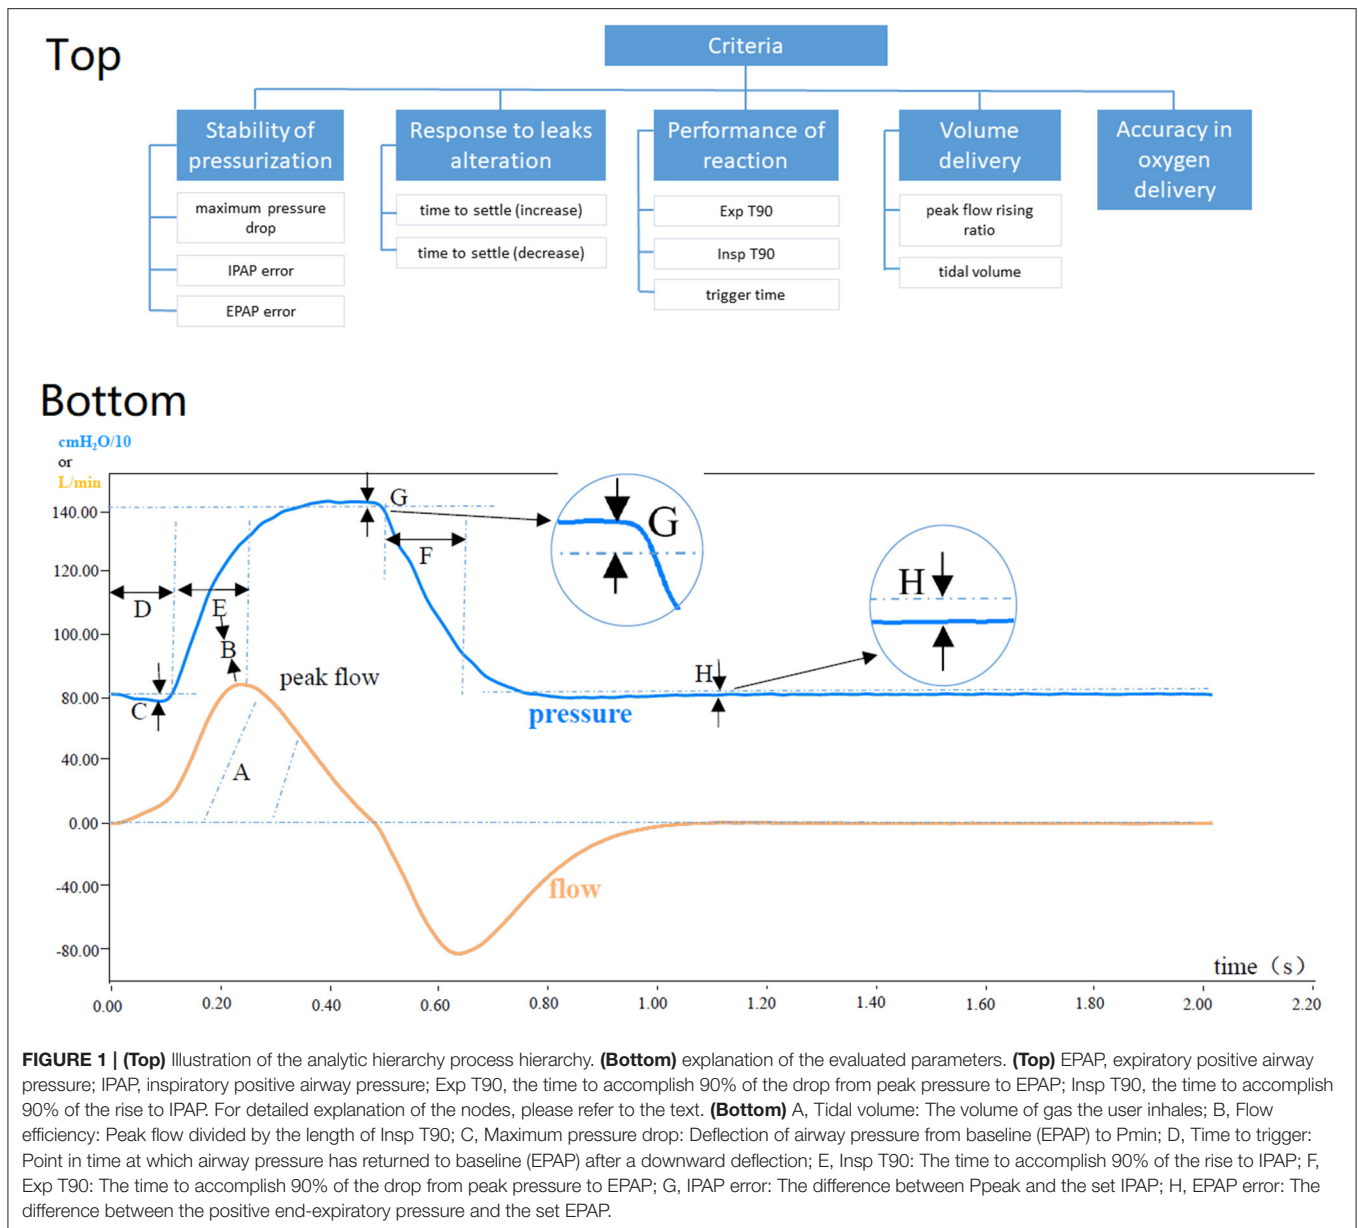 Top
Criteria
Stability of
pressurization
Response to leaks
alteration
Performance of
reaction
Volume
delivery
Accuracy in
oxygen
delivery
maximum pressure
drop
IPAP error
EPAP error
time to settle (increase)
time to settle (decrease)
Exp T90
Insp T90
trigger time
peak flow rising
ratio
tidal volume
Bottom
cmH₂O/10
or
L/min
140.00
120.00
100.00
80.00
40.00
0.00
-40.00
-80.00
G
F
D
E
B
C
A
peak flow
G
H
H
pressure
flow
time (s)
0.00 0.20 0.40 0.60 0.80 1.00 1.20 1.40 1.60 1.80 2.00 2.20
FIGURE 1 | (Top) Illustration of the analytic hierarchy process hierarchy. (Bottom) explanation of the evaluated parameters. (Top) EPAP, expiratory positive airway
pressure; IPAP, inspiratory positive airway pressure; Exp T90, the time to accomplish 90% of the drop from peak pressure to EPAP; Insp T90, the time to accomplish
90% of the rise to IPAP. For detailed explanation of the nodes, please refer to the text. (Bottom) A, Tidal volume: The volume of gas the user inhales; B, Flow
efficiency: Peak flow divided by the length of Insp T90; C, Maximum pressure drop: Deflection of airway pressure from baseline (EPAP) to Pmin; D, Time to trigger:
Point in time at which airway pressure has returned to baseline (EPAP) after a downward deflection; E, Insp T90: The time to accomplish 90% of the rise to IPAP; F,
Exp T90: The time to accomplish 90% of the drop from peak pressure to EPAP; G, IPAP error: The difference between Ppeak and the set IPAP; H, EPAP error: The
difference between the positive end-expiratory pressure and the set EPAP.